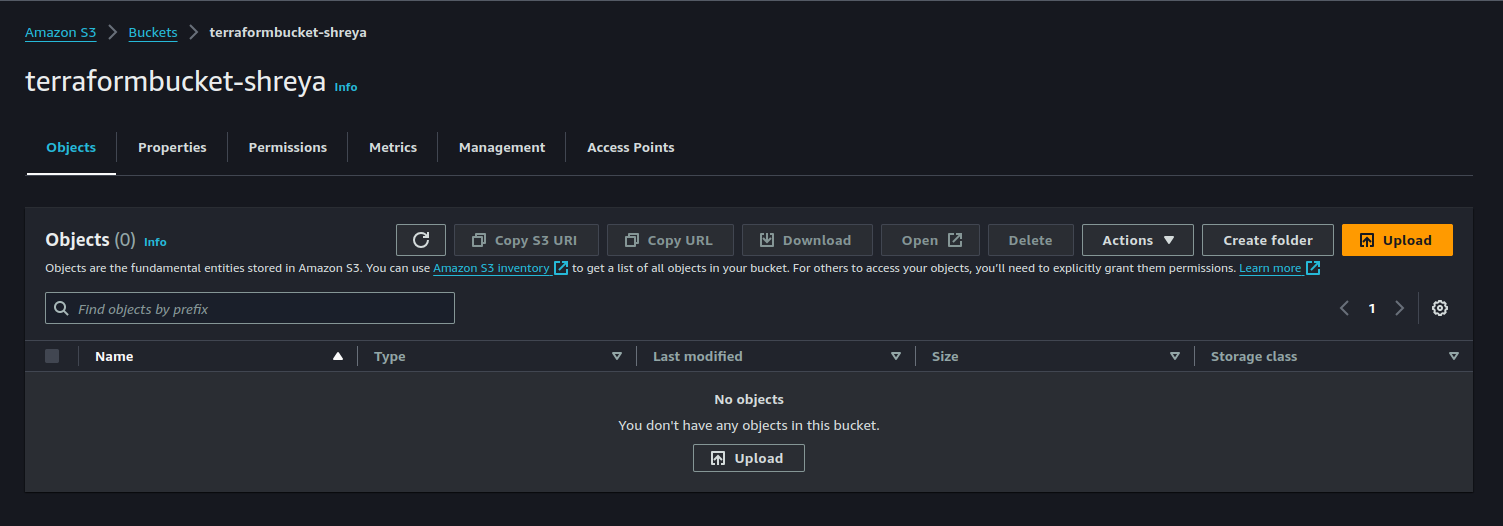 Amazon S3 Buckets terraformbucket-shreya
terraformbucket-shreya Info
Objects Properties Permissions Metrics Management Access Points
Objects (0) Info Copy S3 URI Copy URL Download Open Delete Actions Create folder Upload
Objects are the fundamental entities stored in Amazon S3. You can use Amazon S3 inventory to get a list of all objects in your bucket. For others to access your objects, you’ll need to explicitly grant them permissions. Learn more
Find objects by prefix 1
Name Type Last modified Size Storage class
No objects
You don't have any objects in this bucket.
Upload